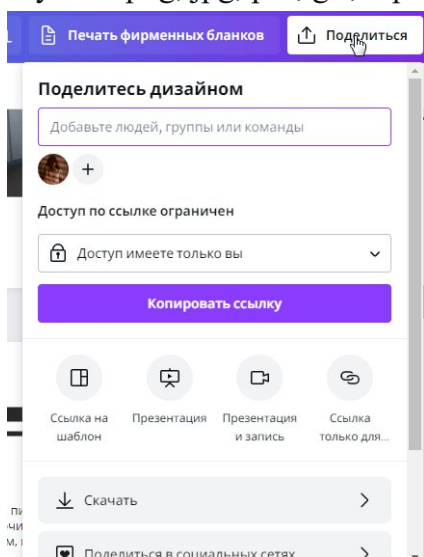 Печать фирменных бланков
Поделиться
Поделитесь дизайном
Добавьте людей, группы или команды
+
Доступ по ссылке ограничен
Доступ имеете только вы
Копировать ссылку
Ссылка на шаблон
Презентация
Презентация и запись
Ссылка только для...
Скачать
Поделиться в социальных сетях